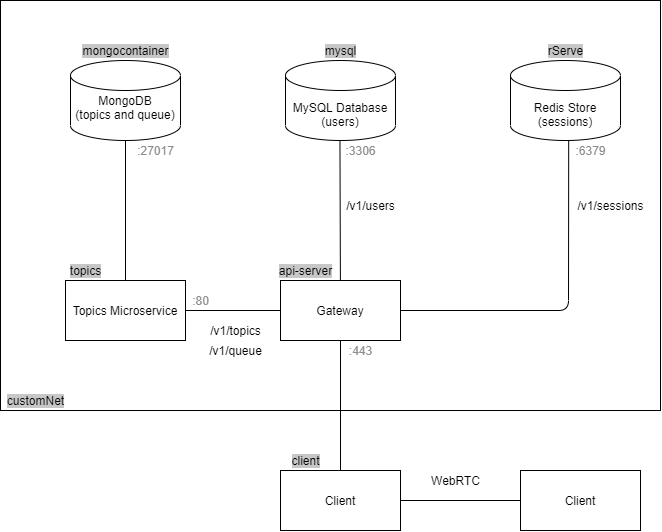 mongocontainer
mysql
rServe
MongoDB
(topics and queue)
MySQL Database
(users)
Redis Store
(sessions)
:27017
:3306
:6379
/v1/users
/v1/sessions
topics
api-server
Topics Microservice
:80
Gateway
/v1/topics
/v1/queue
:443
customNet
client
Client
WebRTC
Client